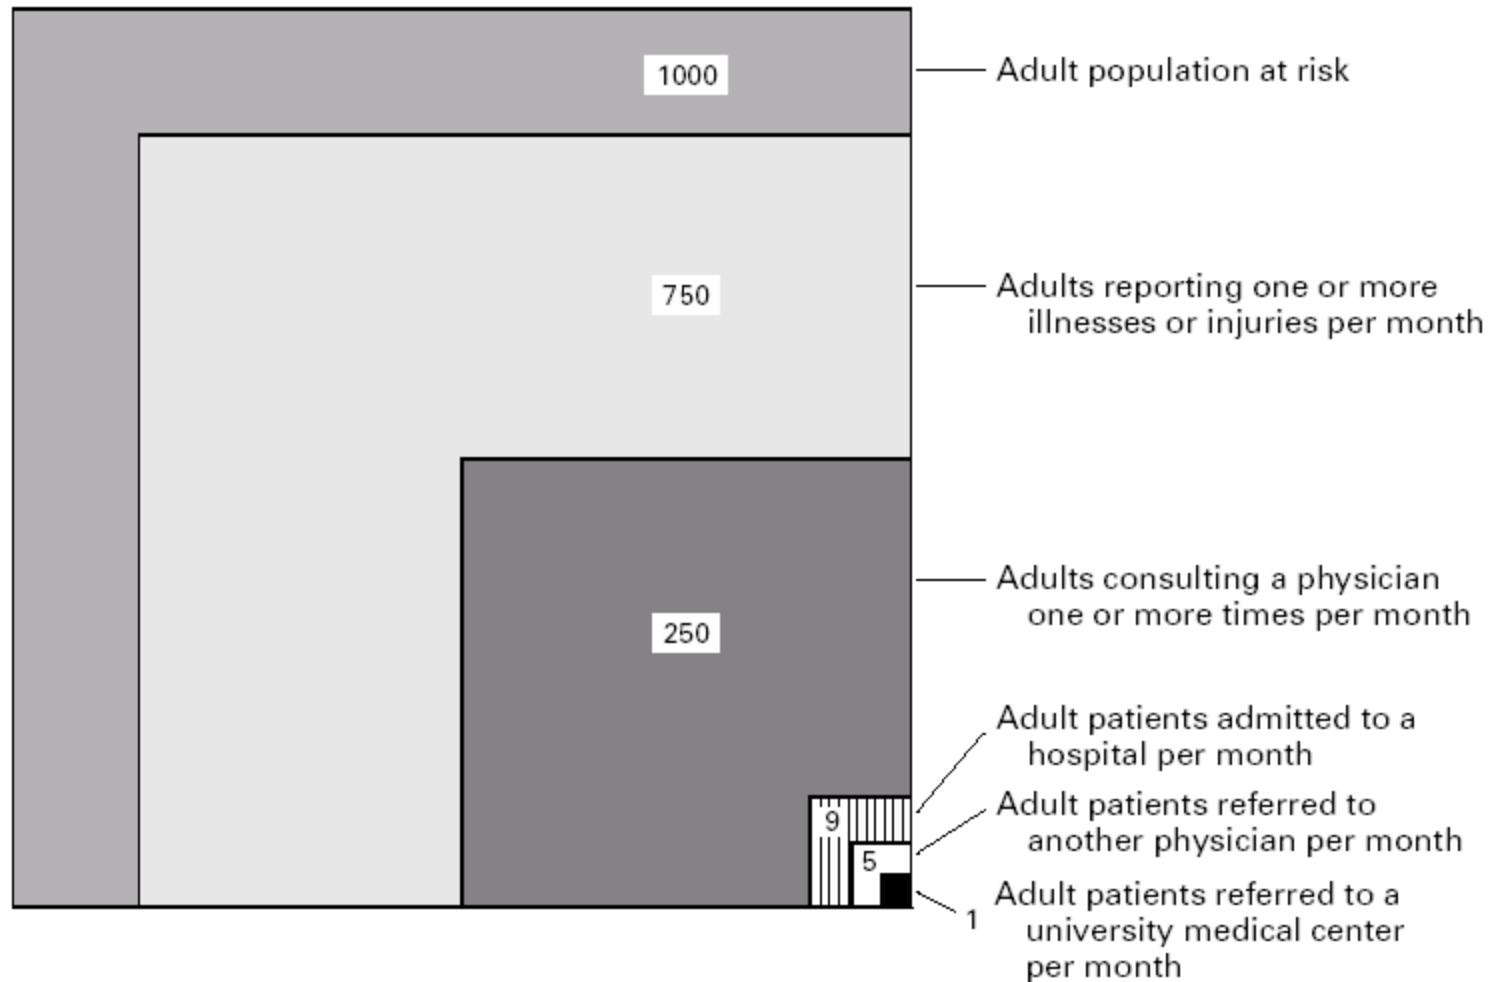 1000
Adult population at risk
750
Adults reporting one or more
illnesses or injuries per month
250
Adults consulting a physician
one or more times per month
Adult patients admitted to a
hospital per month
9
Adult patients referred to
another physician per month
5
Adult patients referred to a
university medical center
per month
1